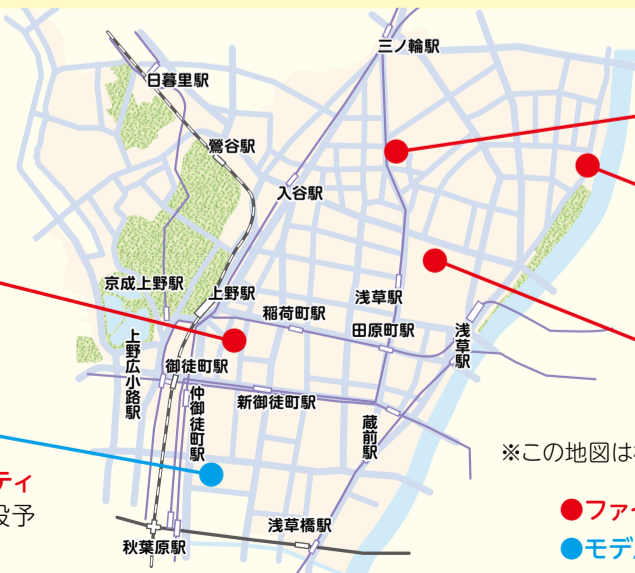 三ノ輪駅
日暮里駅
鶯谷駅
入谷駅
京成上野駅
上野駅
稲荷町駅
浅草駅
田原町駅
浅草駅
上野広小路駅
御徒町駅
仲御徒町駅
新御徒町駅
蔵前駅
※この地図は
ティ
設予
●ファイ
●モデ
浅草橋駅
秋葉原駅